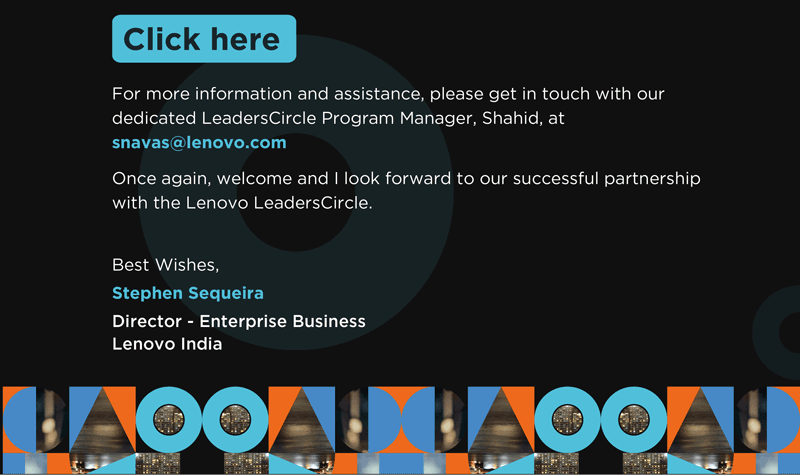 Click here
For more information and assistance, please get in touch with our
dedicated LeadersCircle Program Manager, Shahid, at
snavas@lenovo.com
Once again, welcome and I look forward to our successful partnership
with the Lenovo LeadersCircle.
Best Wishes,
Stephen Sequeira
Director - Enterprise Business
Lenovo India